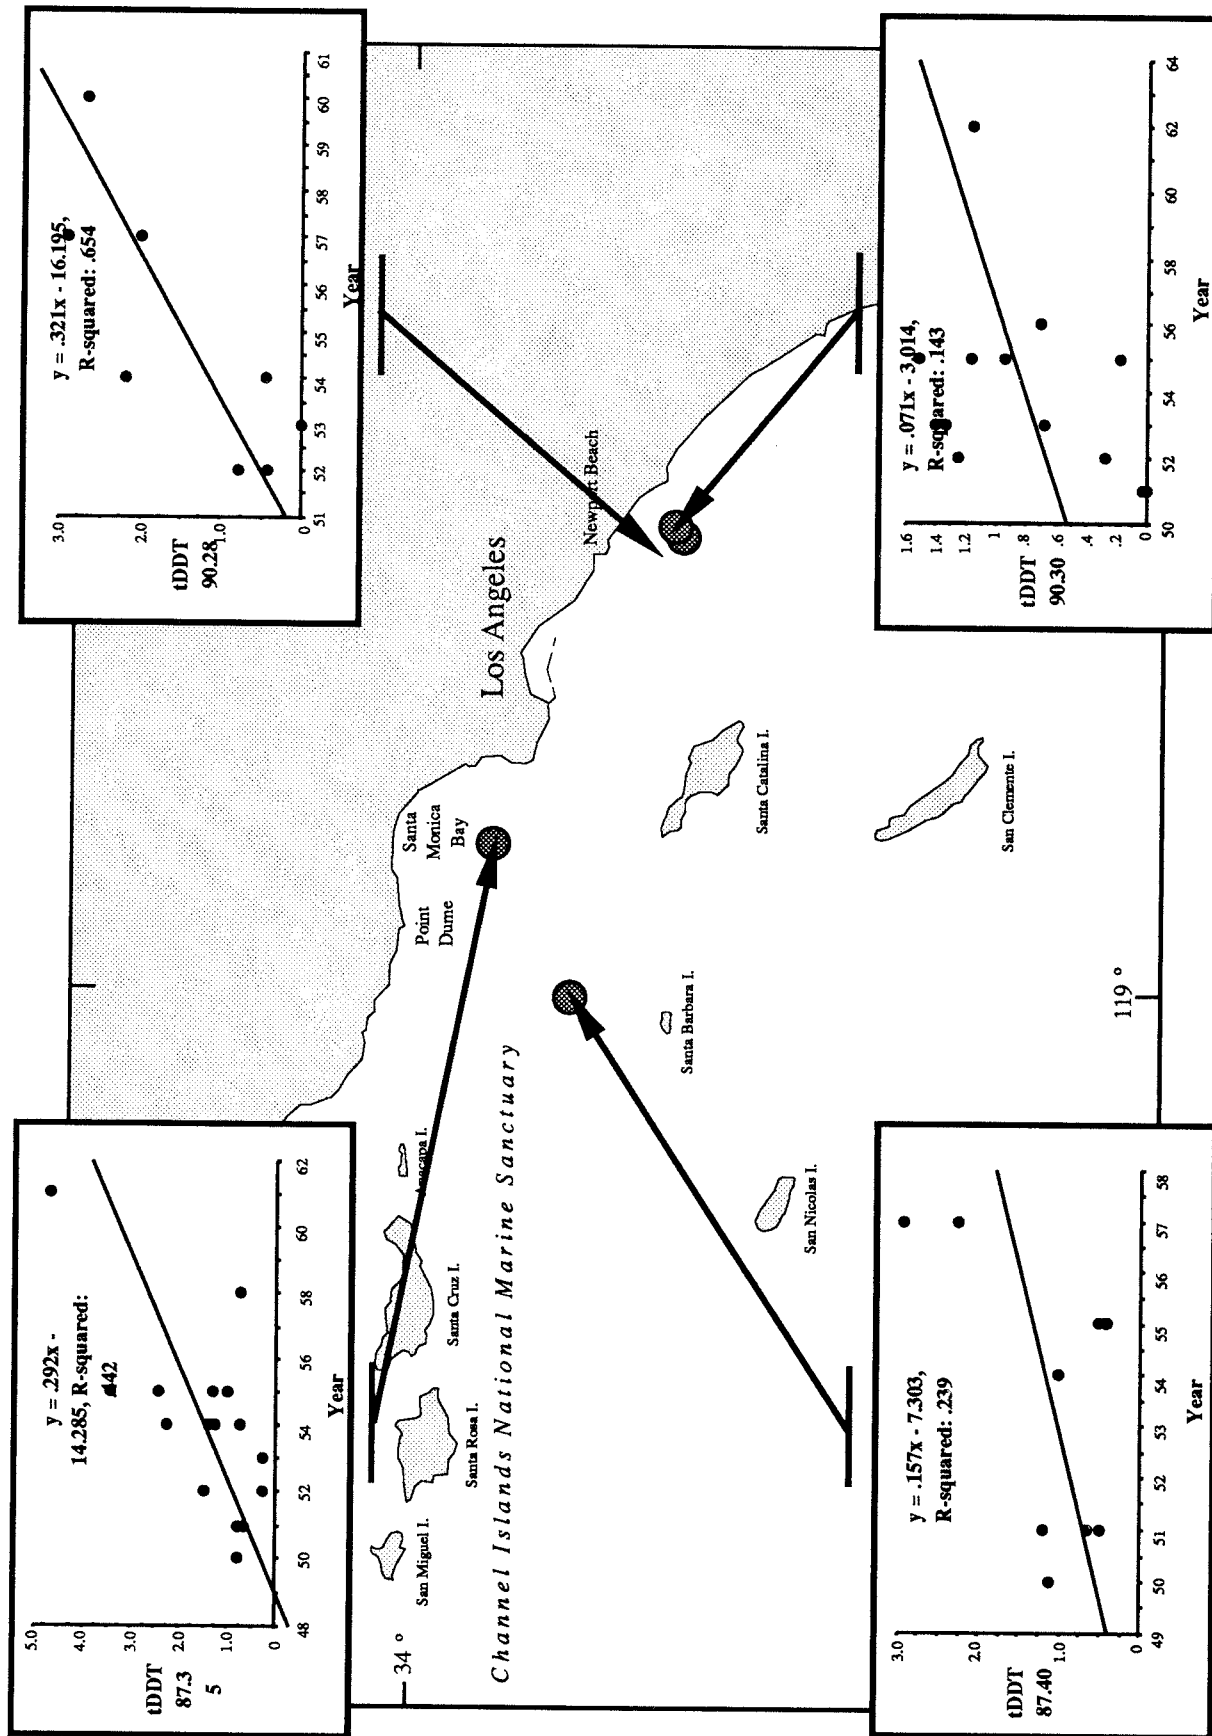 y = .292x -
14.285, R-squared:
.442
5.0
4.0
3.0
2.0
1.0
0
tDDT
87.3
5
48
50
52
54
56
58
60
62
Year
y = .321x - 16.195,
R-squared: .654
3.0
2.0
1.0
0
tDDT
90.28
51
52
53
54
55
56
57
58
59
60
61
Year
34 °
San Miguel I.
Santa Rosa I.
Santa Cruz I.
Anacapa I.
Channel Islands National Marine Sanctuary
Point
Dume
Santa
Monica
Bay
Los Angeles
Newport Beach
Santa Barbara I.
San Nicolas I.
Santa Catalina I.
San Clemente I.
119 °
y = .157x - 7.303,
R-squared: .239
3.0
2.0
1.0
0
tDDT
87.40
49
50
51
52
53
54
55
56
57
58
Year
y = .071x - 3.014,
R-squared: .143
1.6
1.4
1.2
1
.8
.6
.4
.2
0
tDDT
90.30
50
52
54
56
58
60
62
64
Year